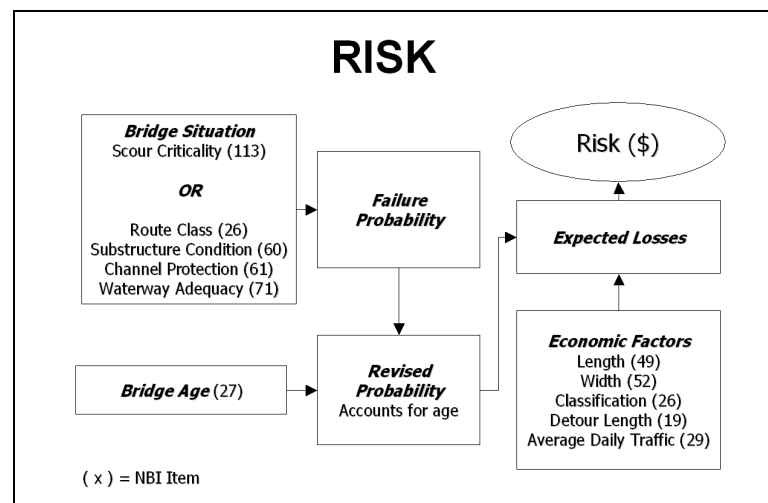 RISK
Bridge Situation
Scour Criticality (113)
OR
Route Class (26)
Substructure Condition (60)
Channel Protection (61)
Waterway Adequacy (71)
Failure
Probability
Risk ($)
Expected Losses
Bridge Age (27)
Revised
Probability
Accounts for age
Economic Factors
Length (49)
Width (52)
Classification (26)
Detour Length (19)
Average Daily Traffic (29)
( x ) = NBI Item